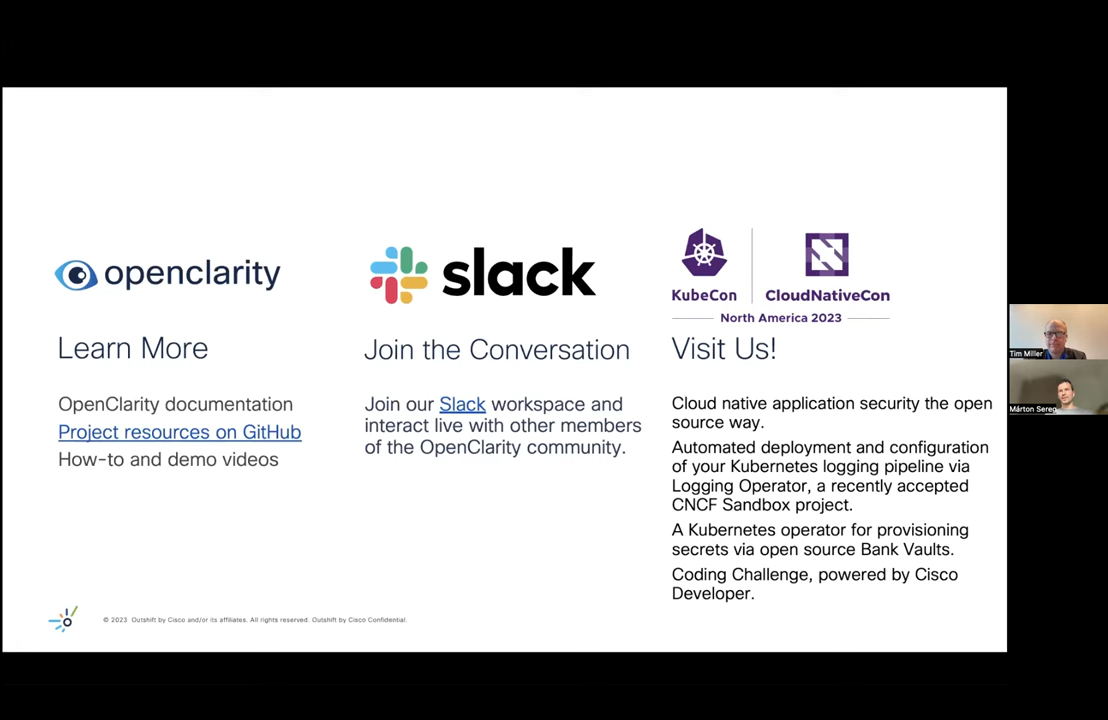 openclarity
Learn More
OpenClarity documentation
Project resources on GitHub
How-to and demo videos
slack
Join the Conversation
Join our Slack workspace and
interact live with other members
of the OpenClarity community.
KubeCon
CloudNativeCon
North America 2023
Visit Us!
Cloud native application security the open
source way.
Automated deployment and configuration
of your Kubernetes logging pipeline via
Logging Operator, a recently accepted
CNCF Sandbox project.
A Kubernetes operator for provisioning
secrets via open source Bank Vaults.
Coding Challenge, powered by Cisco
Developer.
© 2023 Outshift by Cisco and/or its affiliates. All rights reserved. Outshift by Cisco Confidential.
Tim Miller
Márton Sereg